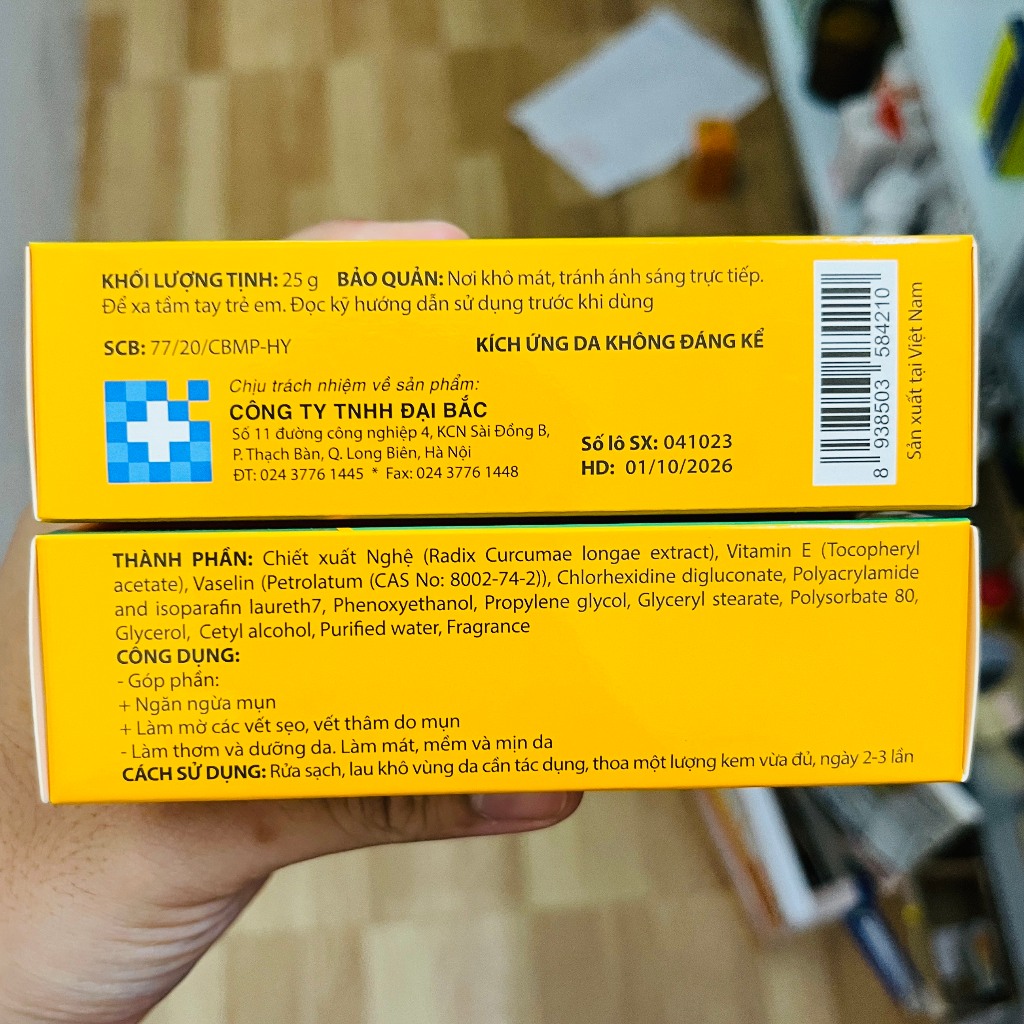 KHỐI LƯỢNG TỊNH: 25 g BẢO QUẢN: Nơi khô mát, tránh ánh sáng trực tiếp.
Để xa tầm tay trẻ em. Đọc kỹ hướng dẫn sử dụng trước khi dùng
SCB: 77/20/CBMP-HY
KÍCH ỨNG DA KHÔNG ĐÁNG KỂ
Chịu trách nhiệm về sản phẩm:
CÔNG TY TNHH ĐẠI BẮC
Số 11 đường công nghiệp 4, KCN Sài Đồng B,
P. Thạch Bàn, Q. Long Biên, Hà Nội
ĐT: 024 3776 1445 * Fax: 024 3776 1448
Số lô SX: 041023
HD: 01/10/2026
8 938503 584210
Sản xuất tại Việt Nam
THÀNH PHẦN: Chiết xuất Nghệ (Radix Curcumae longae extract), Vitamin E (Tocopheryl
acetate), Vaselin (Petrolatum (CAS No: 8002-74-2)), Chlorhexidine digluconate, Polyacrylamide
and isoparafin laureth7, Phenoxyethanol, Propylene glycol, Glyceryl stearate, Polysorbate 80,
Glycerol, Cetyl alcohol, Purified water, Fragrance
CÔNG DỤNG:
- Góp phần:
+ Ngăn ngừa mụn
+ Làm mờ các vết sẹo, vết thâm do mụn
- Làm thơm và dưỡng da. Làm mát, mềm và mịn da
CÁCH SỬ DỤNG: Rửa sạch, lau khô vùng da cần tác dụng, thoa một lượng kem vừa đủ, ngày 2-3 lần